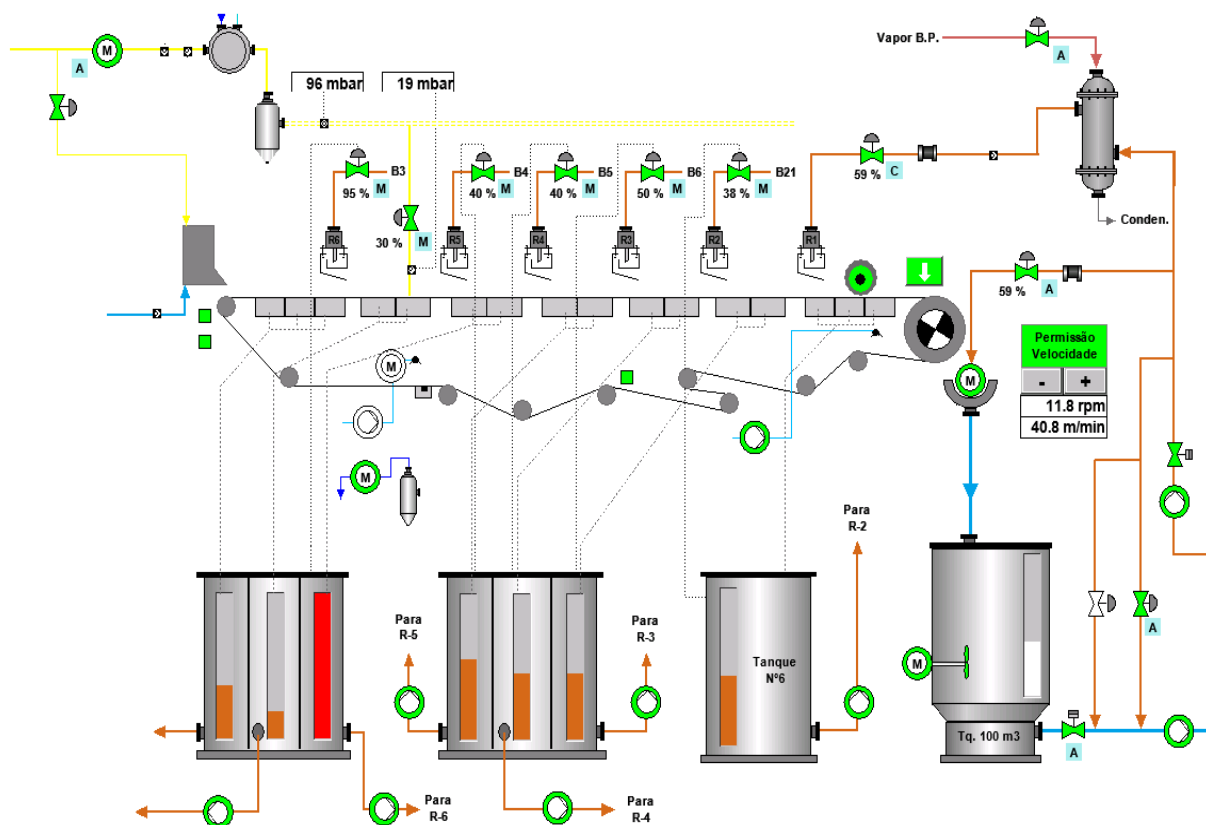 Vapor B.P.
M
A
A
96 mbar
19 mbar
B3
B4
B5
B6
B21
M
M
M
M
M
95 %
40 %
40 %
50 %
38 %
59 %
C
Conden.
R6
R5
R4
R3
R2
R1
30 %
M
59 %
A
Permissão
Velocidade
-
+
11.8 rpm
40.8 m/min
M
M
M
Para
R-2
Para
R-5
Para
R-3
A
M
Tanque
Nº6
Tq. 100 m3
A
Para
R-6
Para
R-4